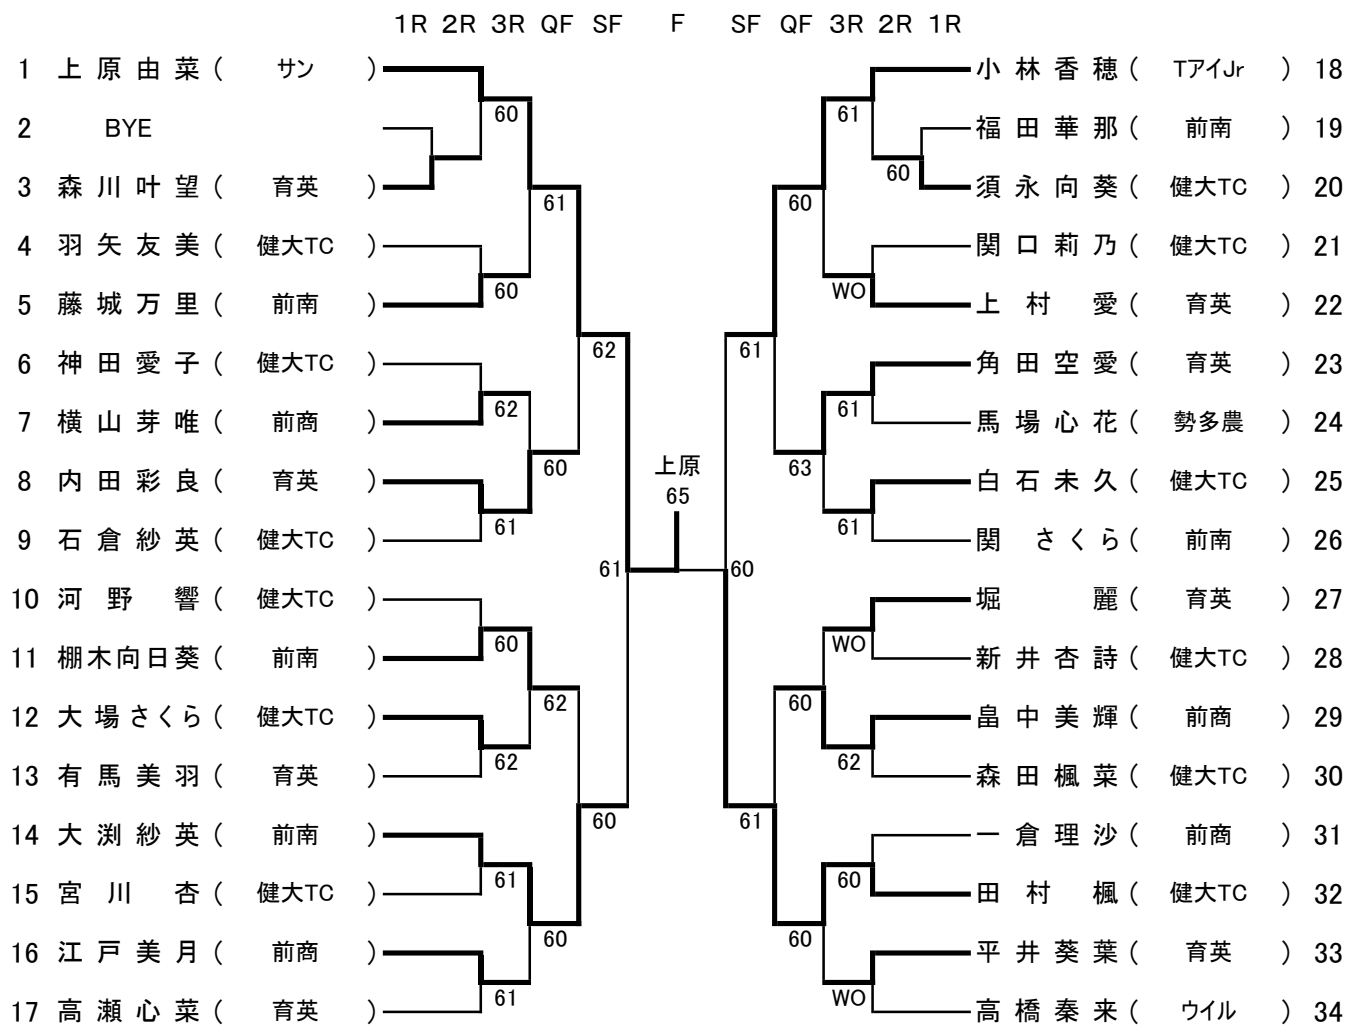 1R 2R 3R QF SF F SF QF 3R 2R 1R
1 上原由菜 ( サン ) 小林香穂 ( TアイJr ) 18
60 61
2 BYE 福田華那 ( 前南 ) 19
60
3 森川叶望 ( 育英 ) 須永向葵 ( 健大TC ) 20
61 60
4 羽矢友美 ( 健大TC ) 関口莉乃 ( 健大TC ) 21
60 WO
5 藤城万里 ( 前南 ) 上村 愛 ( 育英 ) 22
62 61
6 神田愛子 ( 健大TC ) 角田空愛 ( 育英 ) 23
62 61
7 横山芽唯 ( 前商 ) 馬場心花 ( 勢多農 ) 24
60 上原 63
8 内田彩良 ( 育英 ) 白石未久 ( 健大TC ) 25
65
61 61
9 石倉紗英 ( 健大TC ) 関 さくら ( 前南 ) 26
61 60
10 河野 響 ( 健大TC ) 堀 麗 ( 育英 ) 27
60 WO
11 棚木向日葵 ( 前南 ) 新井杏詩 ( 健大TC ) 28
62 60
12 大場さくら ( 健大TC ) 畠中美輝 ( 前商 ) 29
62 62
13 有馬美羽 ( 育英 ) 森田楓菜 ( 健大TC ) 30
60 61
14 大渕紗英 ( 前南 ) 一倉理沙 ( 前商 ) 31
61 60
15 宮川 杏 ( 健大TC ) 田村 楓 ( 健大TC ) 32
60 60
16 江戸美月 ( 前商 ) 平井葵葉 ( 育英 ) 33
61 WO
17 高瀬心菜 ( 育英 ) 高橋秦来 ( ウイル ) 34